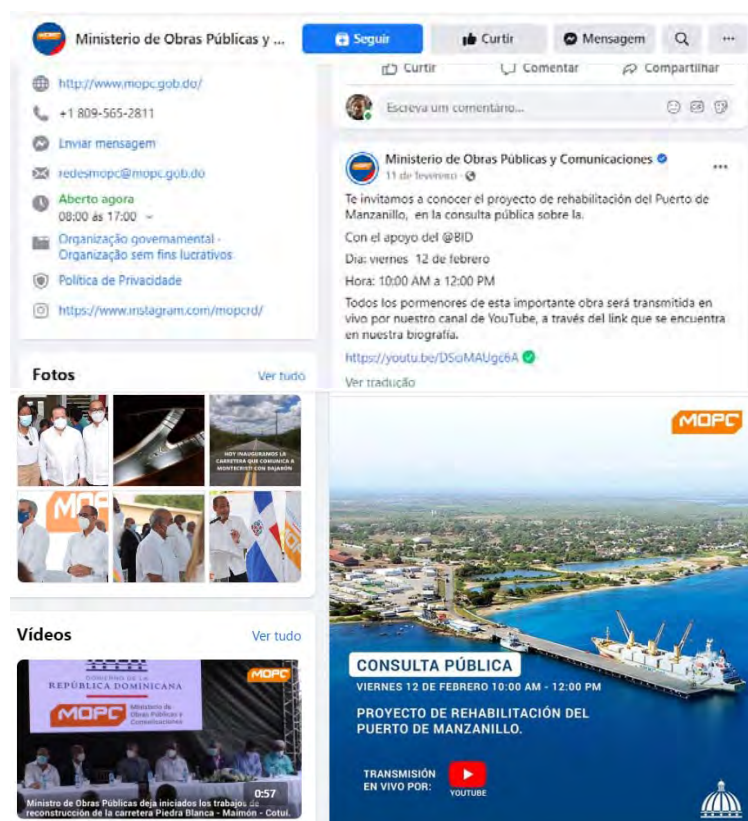 Ministerio de Obras Públicas y ...
Seguir
Curtir
Mensagem
http://www.mopc.gob.do/
+1 809-565-2811
Enviar mensagem
redesmopc@mopc.gob.do
Aberto agora
08:00 às 17:00
Organização governamental ·
Organização sem fins lucrativos
Política de Privacidade
https://www.instagram.com/mopcrd/
Fotos
Ver tudo
HOY INAUGURAMOS LA
CARRETERA QUE COMUNICA A
MONTECRISTI CON DAJABÓN
MOPC
Vídeos
Ver tudo
GOBIERNO DE LA
REPÚBLICA DOMINICANA
MOPC
Ministerio de
Obras Públicas y
Comunicaciones
MOPC
0:57
Ministro de Obras Públicas deja iniciados los trabajos de
reconstrucción de la carretera Piedra Blanca - Maimón - Cotuí.
Curtir
Comentar
Compartilhar
Escreva um comentário...
Ministerio de Obras Públicas y Comunicaciones
11 de fevereiro ·
Te invitamos a conocer el proyecto de rehabilitación del Puerto de
Manzanillo, en la consulta pública sobre la.
Con el apoyo del @BID
Dia: viernes 12 de febrero
Hora: 10:00 AM a 12:00 PM
Todos los pormenores de esta importante obra será transmitida en
vivo por nuestro canal de YouTube, a través del link que se encuentra
en nuestra biografía.
https://youtu.be/DSoMAUgc6A
Ver tradução
MOPC
CONSULTA PÚBLICA
VIERNES 12 DE FEBRERO 10:00 AM - 12:00 PM
PROYECTO DE REHABILITACIÓN DEL
PUERTO DE MANZANILLO.
TRANSMISIÓN
EN VIVO POR:
YOUTUBE